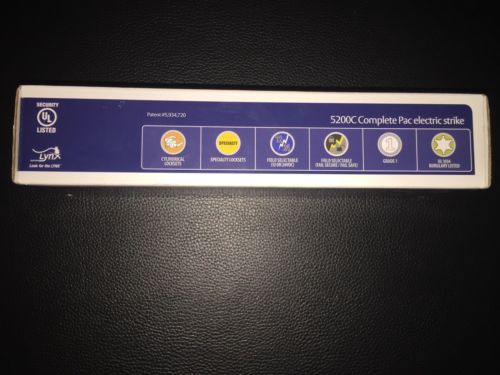 SECURITY
UL
LISTED
Patent #5,934,720
5200C Complete Pac electric strike
Lynx
Look for the LYNX
CYLINDRICAL
LOCKSETS
SPECIALTY
SPECIALTY LOCKSETS
FIELD SELECTABLE
(12 OR 24VDC)
FIELD SELECTABLE
(FAIL SECURE / FAIL SAFE)
1
GRADE 1
UL 1034
BURGLARY LISTED